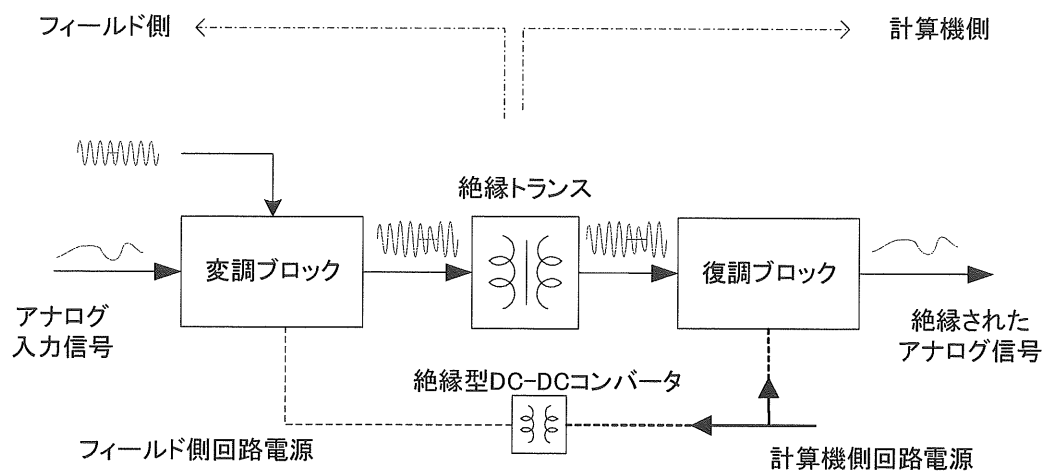 フィールド側
計算機側
絶縁トランス
変調ブロック
復調ブロック
アナログ
入力信号
絶縁された
アナログ信号
絶縁型DC-DCコンバータ
フィールド側回路電源
計算機側回路電源